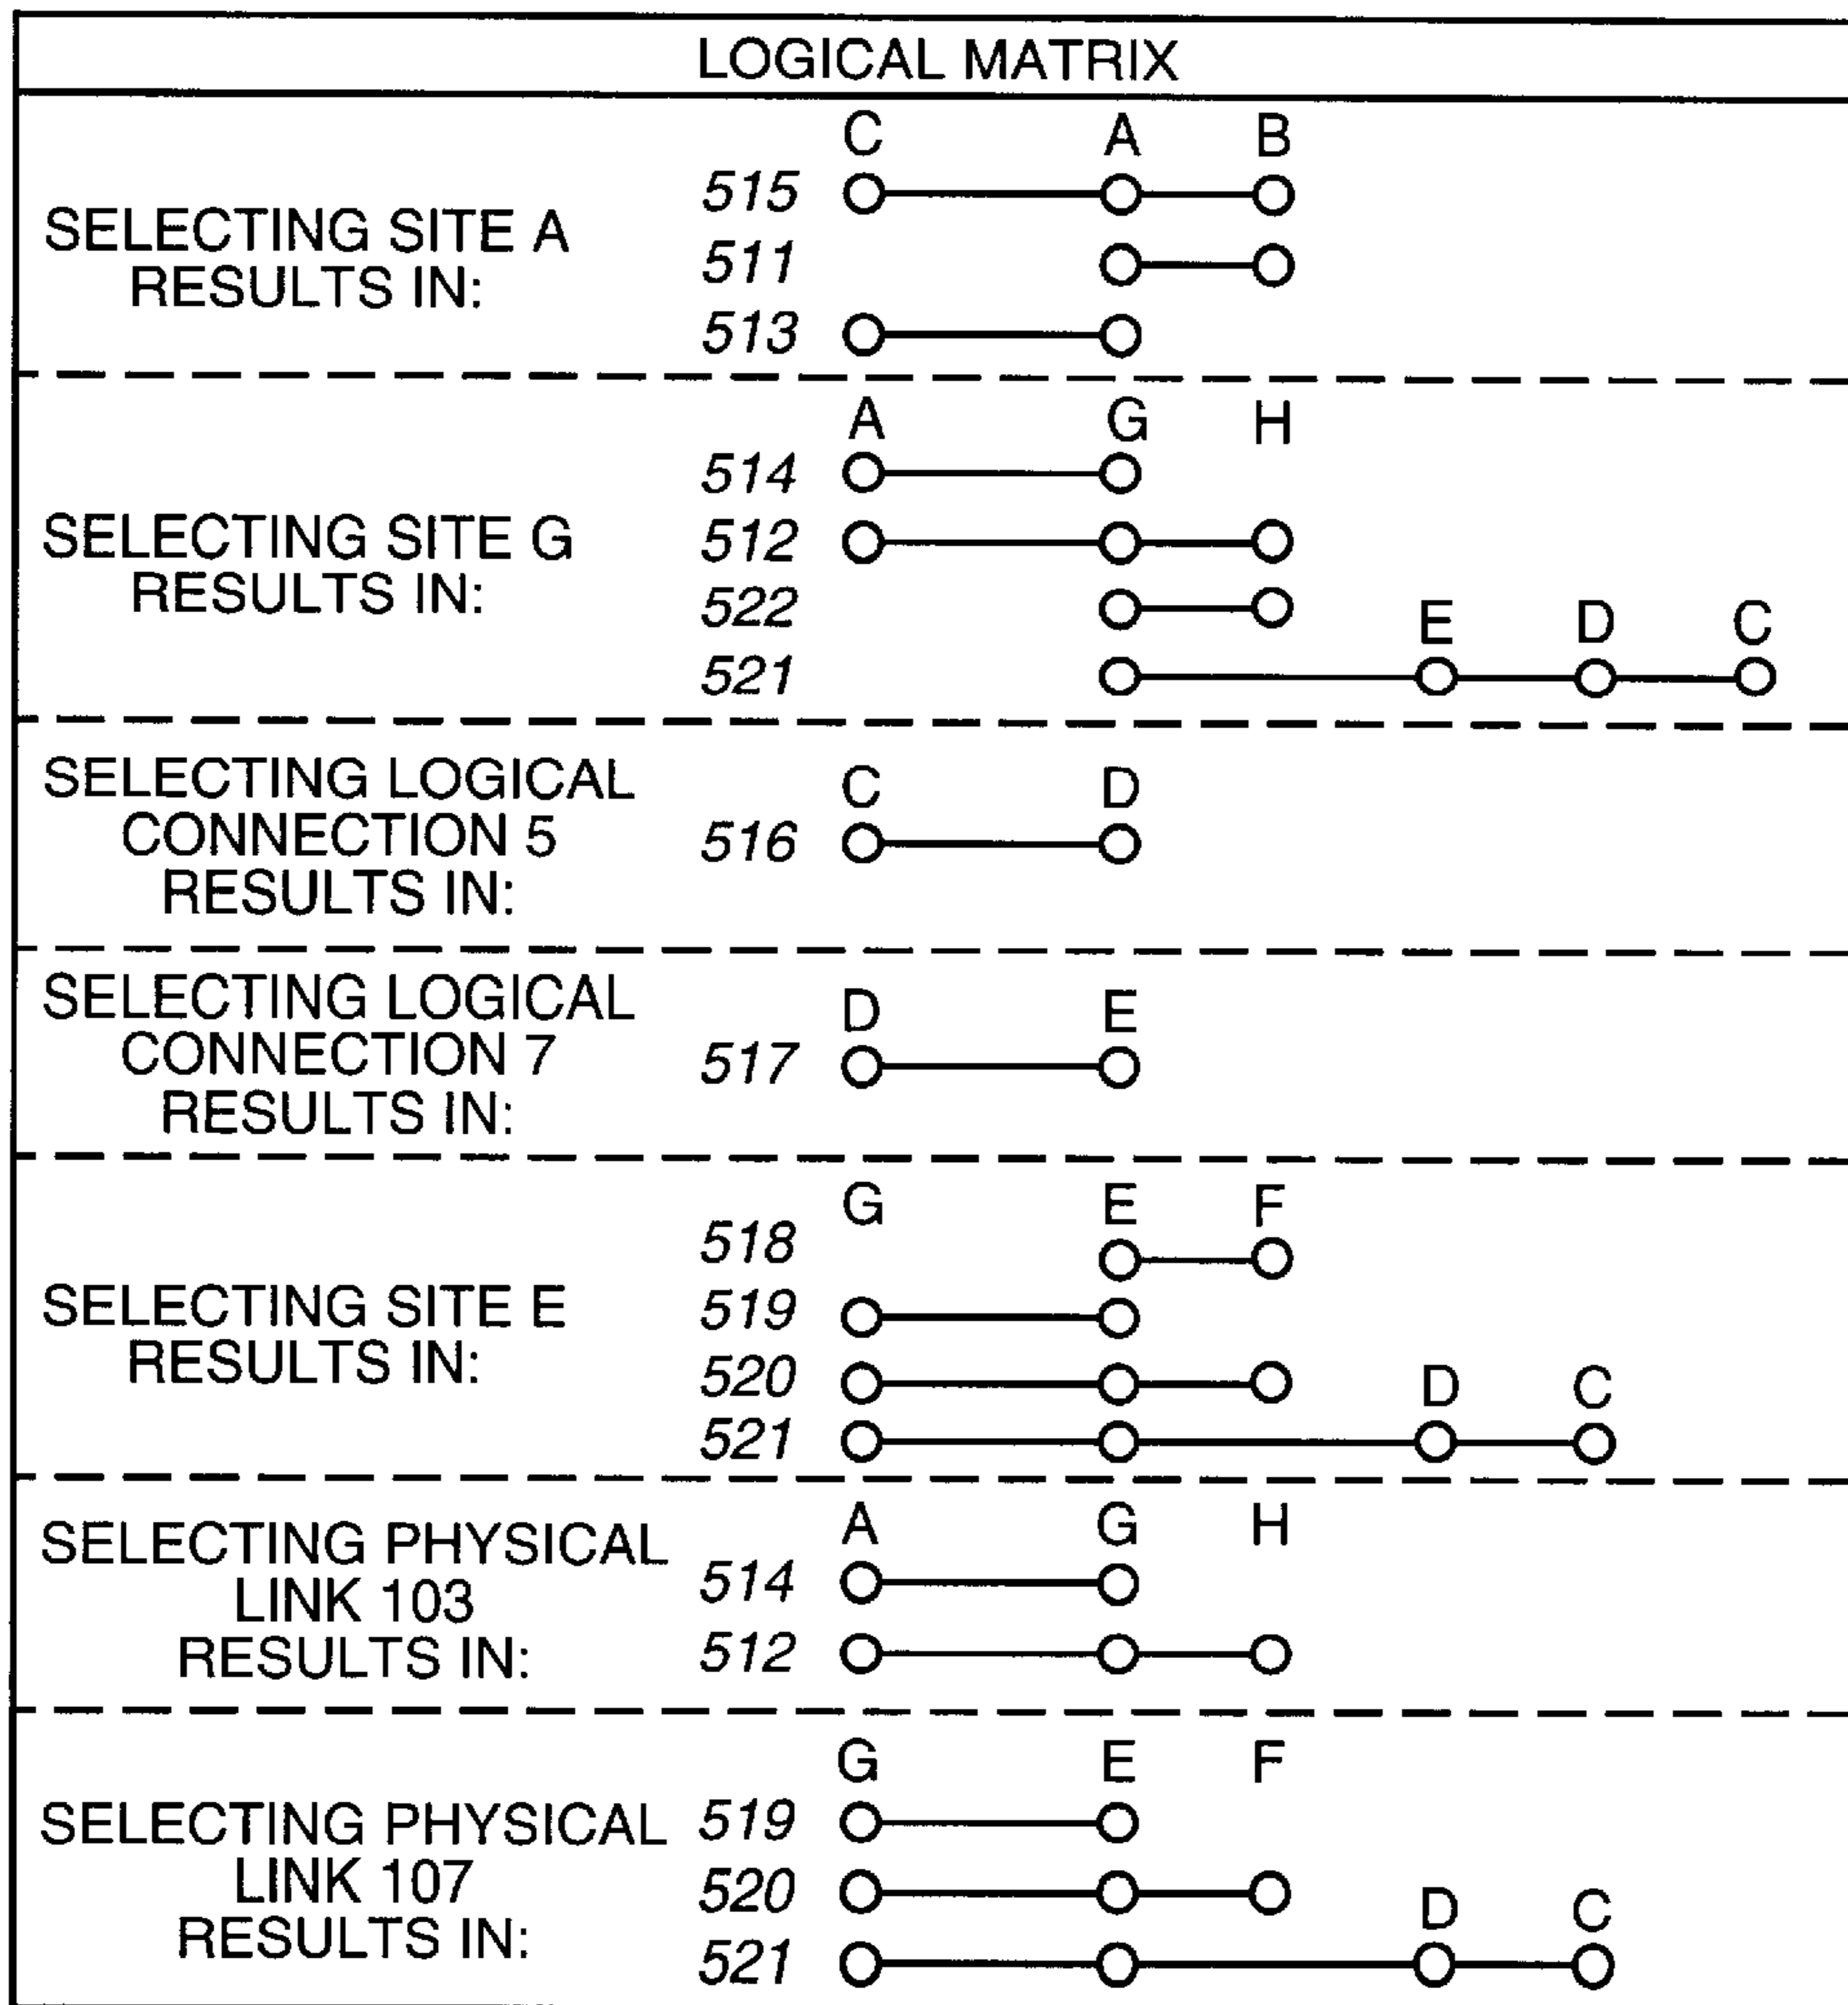 LOGICAL MATRIX
C A B
515
SELECTING SITE A
511
RESULTS IN:
513
A G H
514
SELECTING SITE G
512
RESULTS IN:
522
E D C
521
SELECTING LOGICAL
C D
CONNECTION 5
516
RESULTS IN:
SELECTING LOGICAL
D E
CONNECTION 7
517
RESULTS IN:
G E F
518
SELECTING SITE E
519
RESULTS IN:
520
D C
521
A G H
SELECTING PHYSICAL
514
LINK 103
512
RESULTS IN:
G E F
SELECTING PHYSICAL
519
LINK 107
520
D C
RESULTS IN:
521